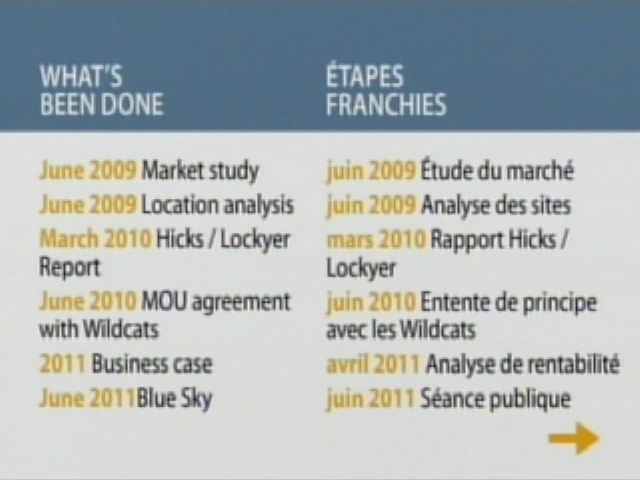 WHAT'S
BEEN DONE
June 2009 Market study
June 2009 Location analysis
March 2010 Hicks / Lockyer
Report
June 2010 MOU agreement
with Wildcats
2011 Business case
June 2011Blue Sky
ÉTAPES
FRANCHIES
juin 2009 Étude du marché
juin 2009 Analyse des sites
mars 2010 Rapport Hicks /
Lockyer
juin 2010 Entente de principe
avec les Wildcats
avril 2011 Analyse de rentabilité
juin 2011 Séance publique